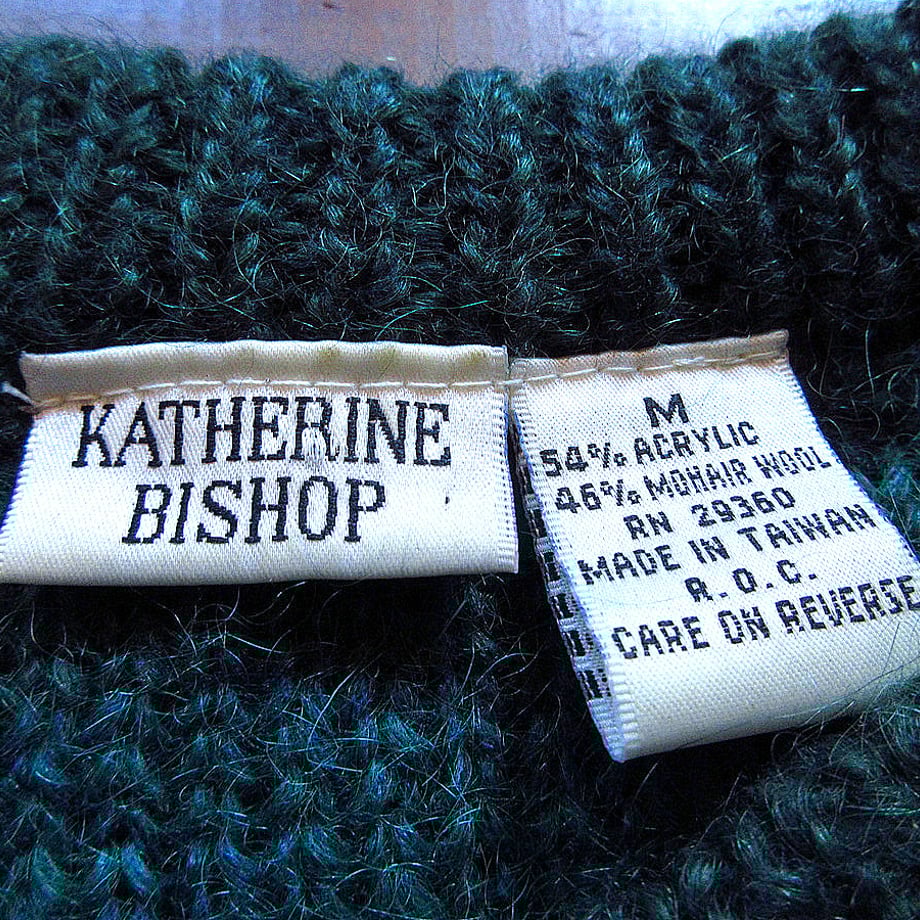 KATHERINE
BISHOP
M
54% ACRYLIC
46% MOHAIR WOOL
RN 29360
MADE IN TAIWAN
R.O.C.
CARE ON REVERSE